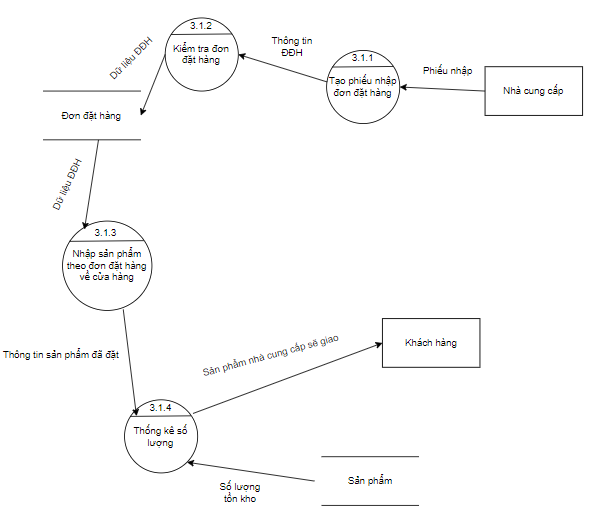 3.1.2
Kiểm tra đơn
đặt hàng
Thông tin
ĐĐH
3.1.1
Tạo phiếu nhập
đơn đặt hàng
Phiếu nhập
Nhà cung cấp
Dữ liệu ĐĐH
Đơn đặt hàng
Dữ liệu ĐĐH
3.1.3
Nhập sản phẩm
theo đơn đặt hàng
về cửa hàng
Thông tin sản phẩm đã đặt
Sản phẩm nhà cung cấp sẽ giao
Khách hàng
3.1.4
Thống kẻ số
lượng
Số lượng
tồn kho
Sản phẩm